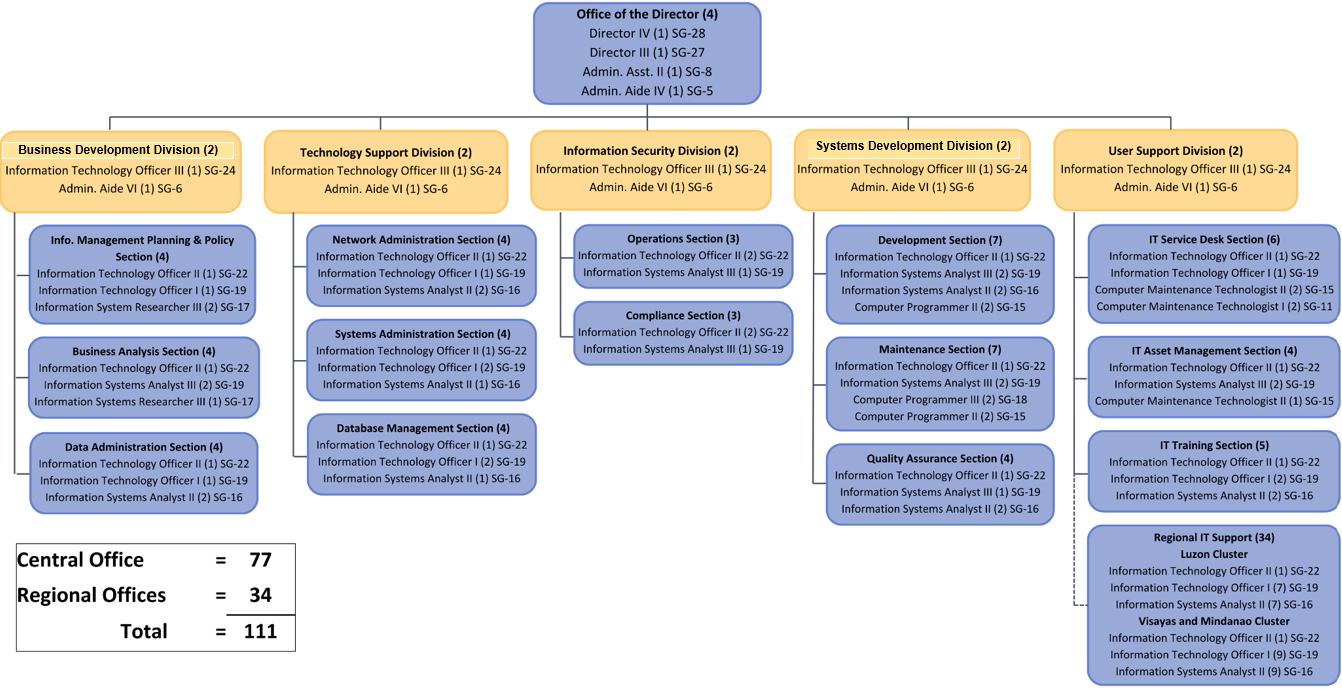 Office of the Director (4)
Director IV (1) SG-28
Director III (1) SG-27
Admin. Asst. II (1) SG-8
Admin. Aide IV (1) SG-5
Business Development Division (2)
Information Technology Officer III (1) SG-24
Admin. Aide VI (1) SG-6
Info. Management Planning & Policy
Section (4)
Information Technology Officer II (1) SG-22
Information Technology Officer I (1) SG-19
Information System Researcher III (2) SG-17
Business Analysis Section (4)
Information Technology Officer II (1) SG-22
Information Systems Analyst III (2) SG-19
Information Systems Researcher III (1) SG-17
Data Administration Section (4)
Information Technology Officer II (1) SG-22
Information Technology Officer I (1) SG-19
Information Systems Analyst II (2) SG-16
Technology Support Division (2)
Information Technology Officer III (1) SG-24
Admin. Aide VI (1) SG-6
Network Administration Section (4)
Information Technology Officer II (1) SG-22
Information Technology Officer I (1) SG-19
Information Systems Analyst II (2) SG-16
Systems Administration Section (4)
Information Technology Officer II (1) SG-22
Information Technology Officer I (2) SG-19
Information Systems Analyst II (1) SG-16
Database Management Section (4)
Information Technology Officer II (1) SG-22
Information Technology Officer I (2) SG-19
Information Systems Analyst II (1) SG-16
Information Security Division (2)
Information Technology Officer III (1) SG-24
Admin. Aide VI (1) SG-6
Operations Section (3)
Information Technology Officer II (2) SG-22
Information Systems Analyst III (1) SG-19
Compliance Section (3)
Information Technology Officer II (2) SG-22
Information Systems Analyst III (1) SG-19
Systems Development Division (2)
Information Technology Officer III (1) SG-24
Admin. Aide VI (1) SG-6
Development Section (7)
Information Technology Officer II (1) SG-22
Information Systems Analyst III (2) SG-19
Information Systems Analyst II (2) SG-16
Computer Programmer II (2) SG-15
Maintenance Section (7)
Information Technology Officer II (1) SG-22
Information Systems Analyst III (2) SG-19
Computer Programmer III (2) SG-18
Computer Programmer II (2) SG-15
Quality Assurance Section (4)
Information Technology Officer II (1) SG-22
Information Systems Analyst III (1) SG-19
Information Systems Analyst II (2) SG-16
User Support Division (2)
Information Technology Officer III (1) SG-24
Admin. Aide VI (1) SG-6
IT Service Desk Section (6)
Information Technology Officer II (1) SG-22
Information Technology Officer I (1) SG-19
Computer Maintenance Technologist II (2) SG-15
Computer Maintenance Technologist I (2) SG-11
IT Asset Management Section (4)
Information Technology Officer II (1) SG-22
Information Systems Analyst III (2) SG-19
Computer Maintenance Technologist II (1) SG-15
IT Training Section (5)
Information Technology Officer II (1) SG-22
Information Technology Officer I (2) SG-19
Information Systems Analyst II (2) SG-16
Regional IT Support (34)
Luzon Cluster
Information Technology Officer II (1) SG-22
Information Technology Officer I (7) SG-19
Information Systems Analyst II (7) SG-16
Visayas and Mindanao Cluster
Information Technology Officer II (1) SG-22
Information Technology Officer I (9) SG-19
Information Systems Analyst II (9) SG-16
Central Office = 77
Regional Offices = 34
Total = 111